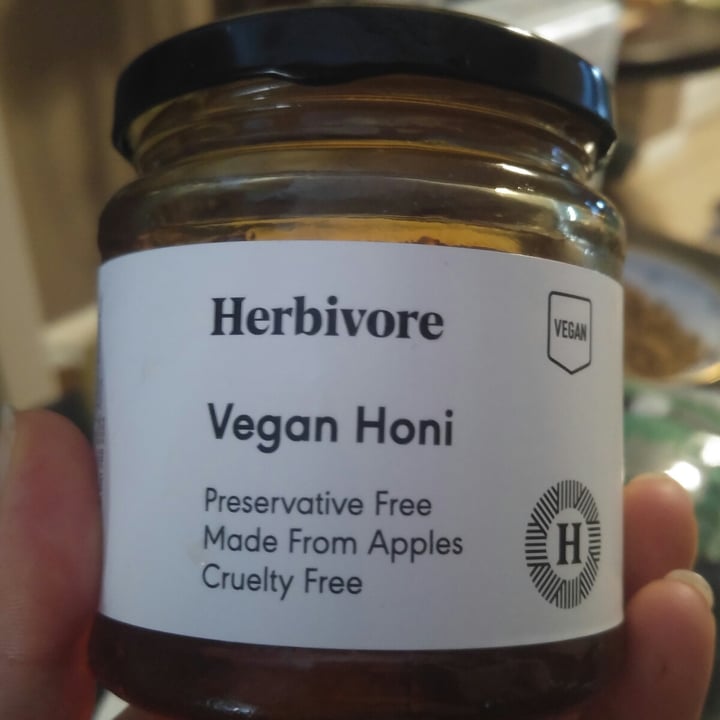 Herbivore
VEGAN
Vegan Honi
Preservative Free
Made From Apples
Cruelty Free
H